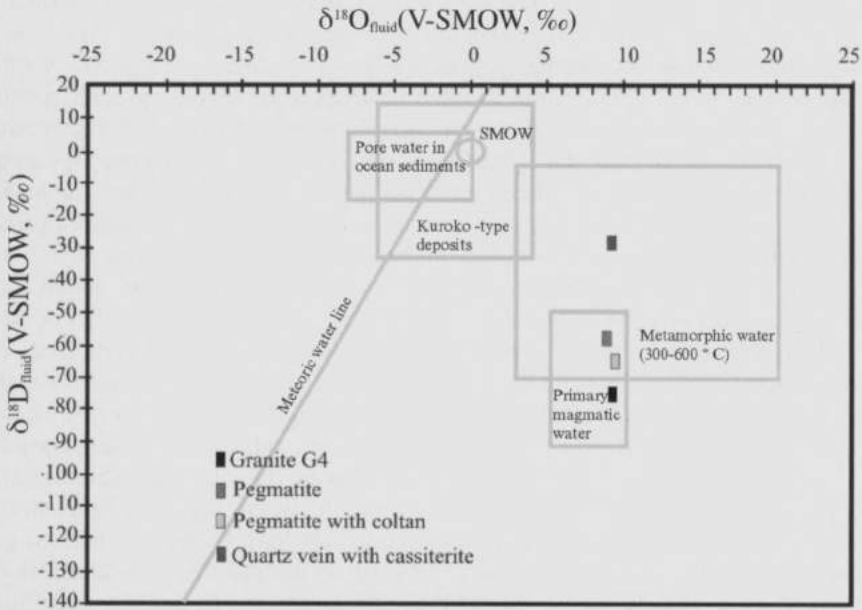 δ¹⁸O_fluid(V-SMOW, ‰)
-25 -20 -15 -10 -5 0 5 10 15 20 25
δ¹⁸D_fluid(V-SMOW, ‰)
20
10
0
-10
-20
-30
-40
-50
-60
-70
-80
-90
-100
-110
-120
-130
-140
SMOW
Pore water in
ocean sediments
Kuroko -type
deposits
Meteoric water line
Metamorphic water
(300-600 ° C)
Primary
magmatic
water
Granite G4
Pegmatite
Pegmatite with coltan
Quartz vein with cassiterite